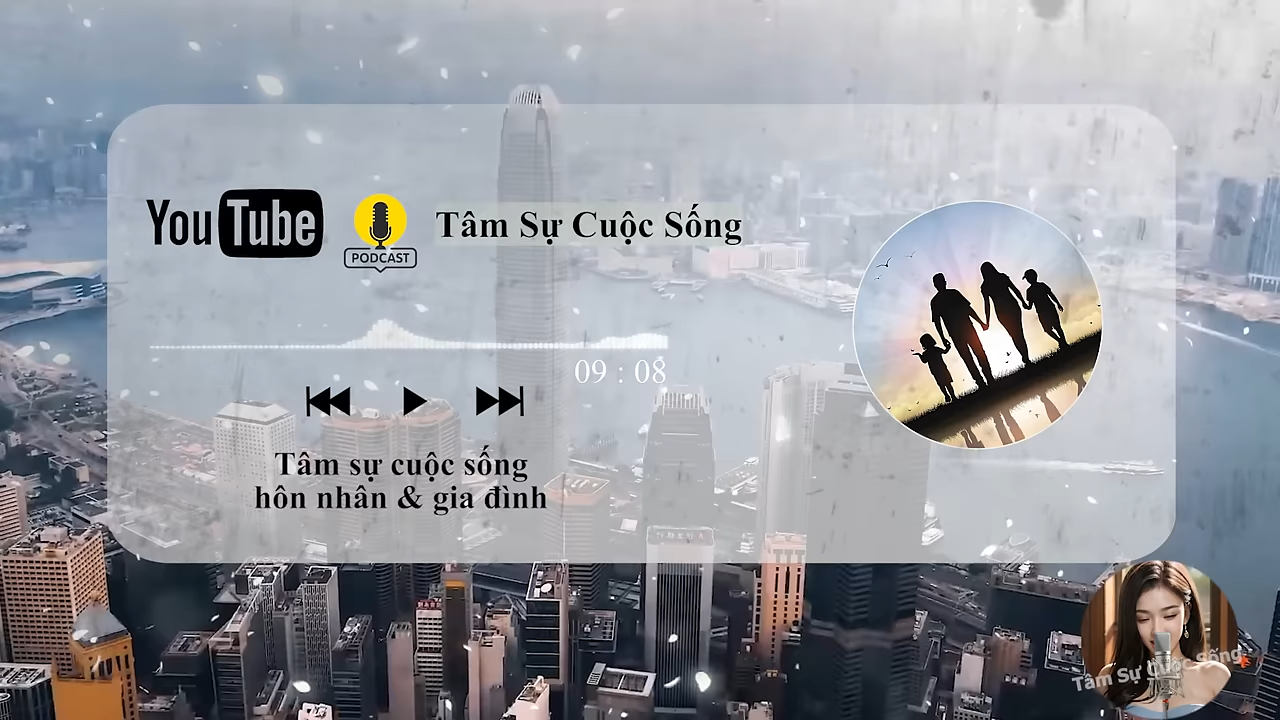 YouTube
PODCAST
Tâm Sự Cuộc Sống
09 : 08
Tâm sự cuộc sống
hôn nhân & gia đình
Tâm Sự Cuộc Sống